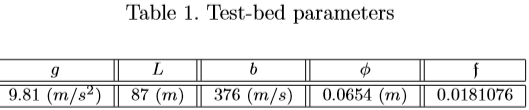 Table 1. Test-bed parameters
g L b ϕ 𝔣
9.81 (m/s²) 87 (m) 376 (m/s) 0.0654 (m) 0.0181076